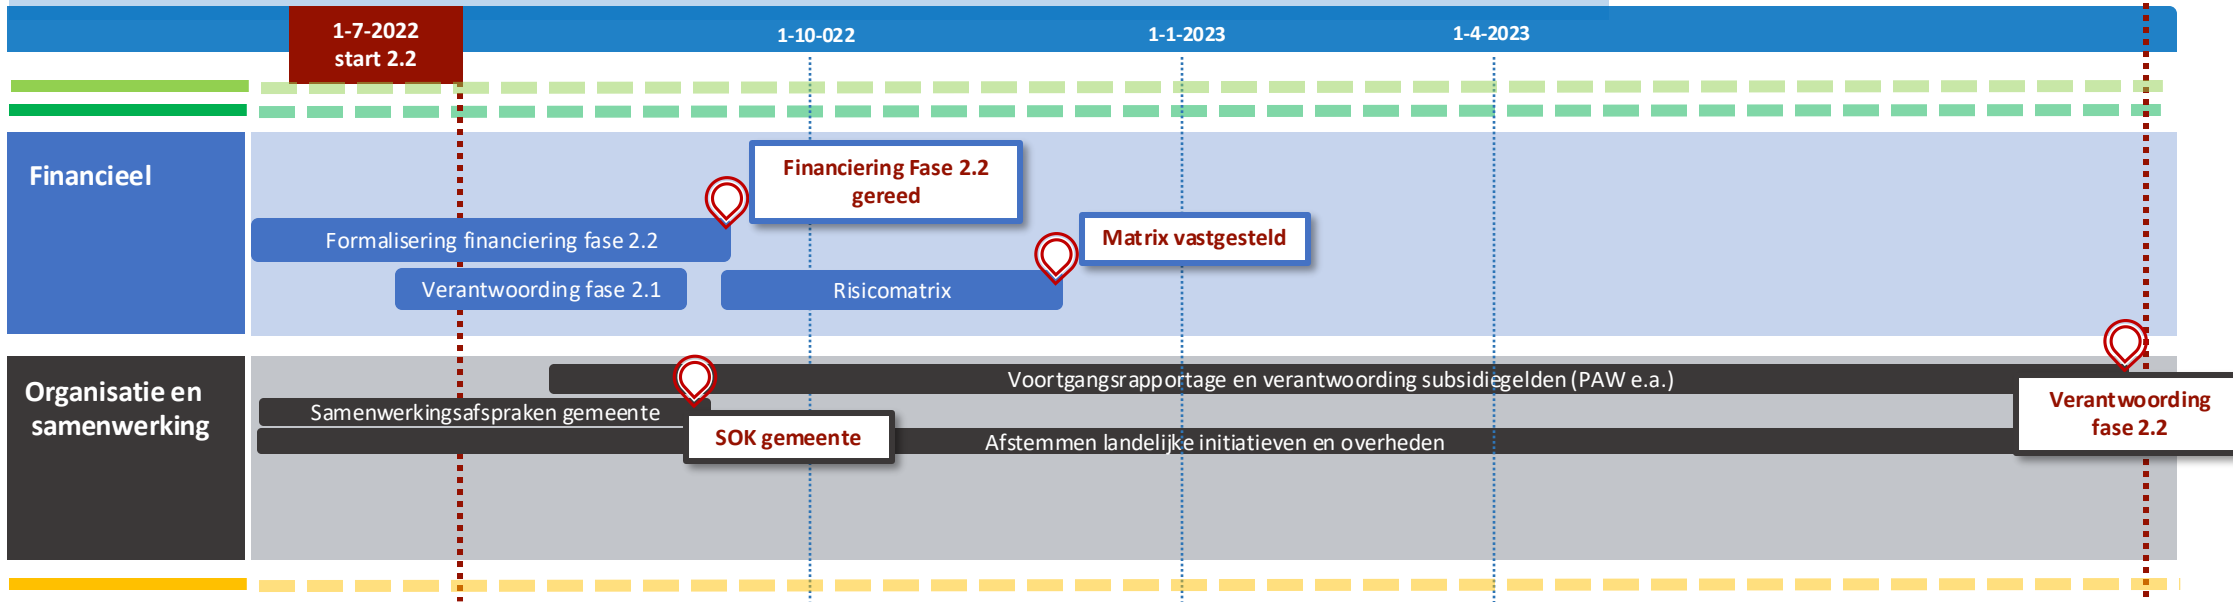 1-7-2022
start 2.2
1-10-022
1-1-2023
1-4-2023
Financieel
Financiering Fase 2.2
gereed
Formalisering financiering fase 2.2
Matrix vastgesteld
Verantwoording fase 2.1
Risicomatrix
Organisatie en
samenwerking
Voortgangsrapportage en verantwoording subsidiegelden (PAW e.a.)
Samenwerkingsafspraken gemeente
SOK gemeente
Afstemmen landelijke initiatieven en overheden
Verantwoording
fase 2.2